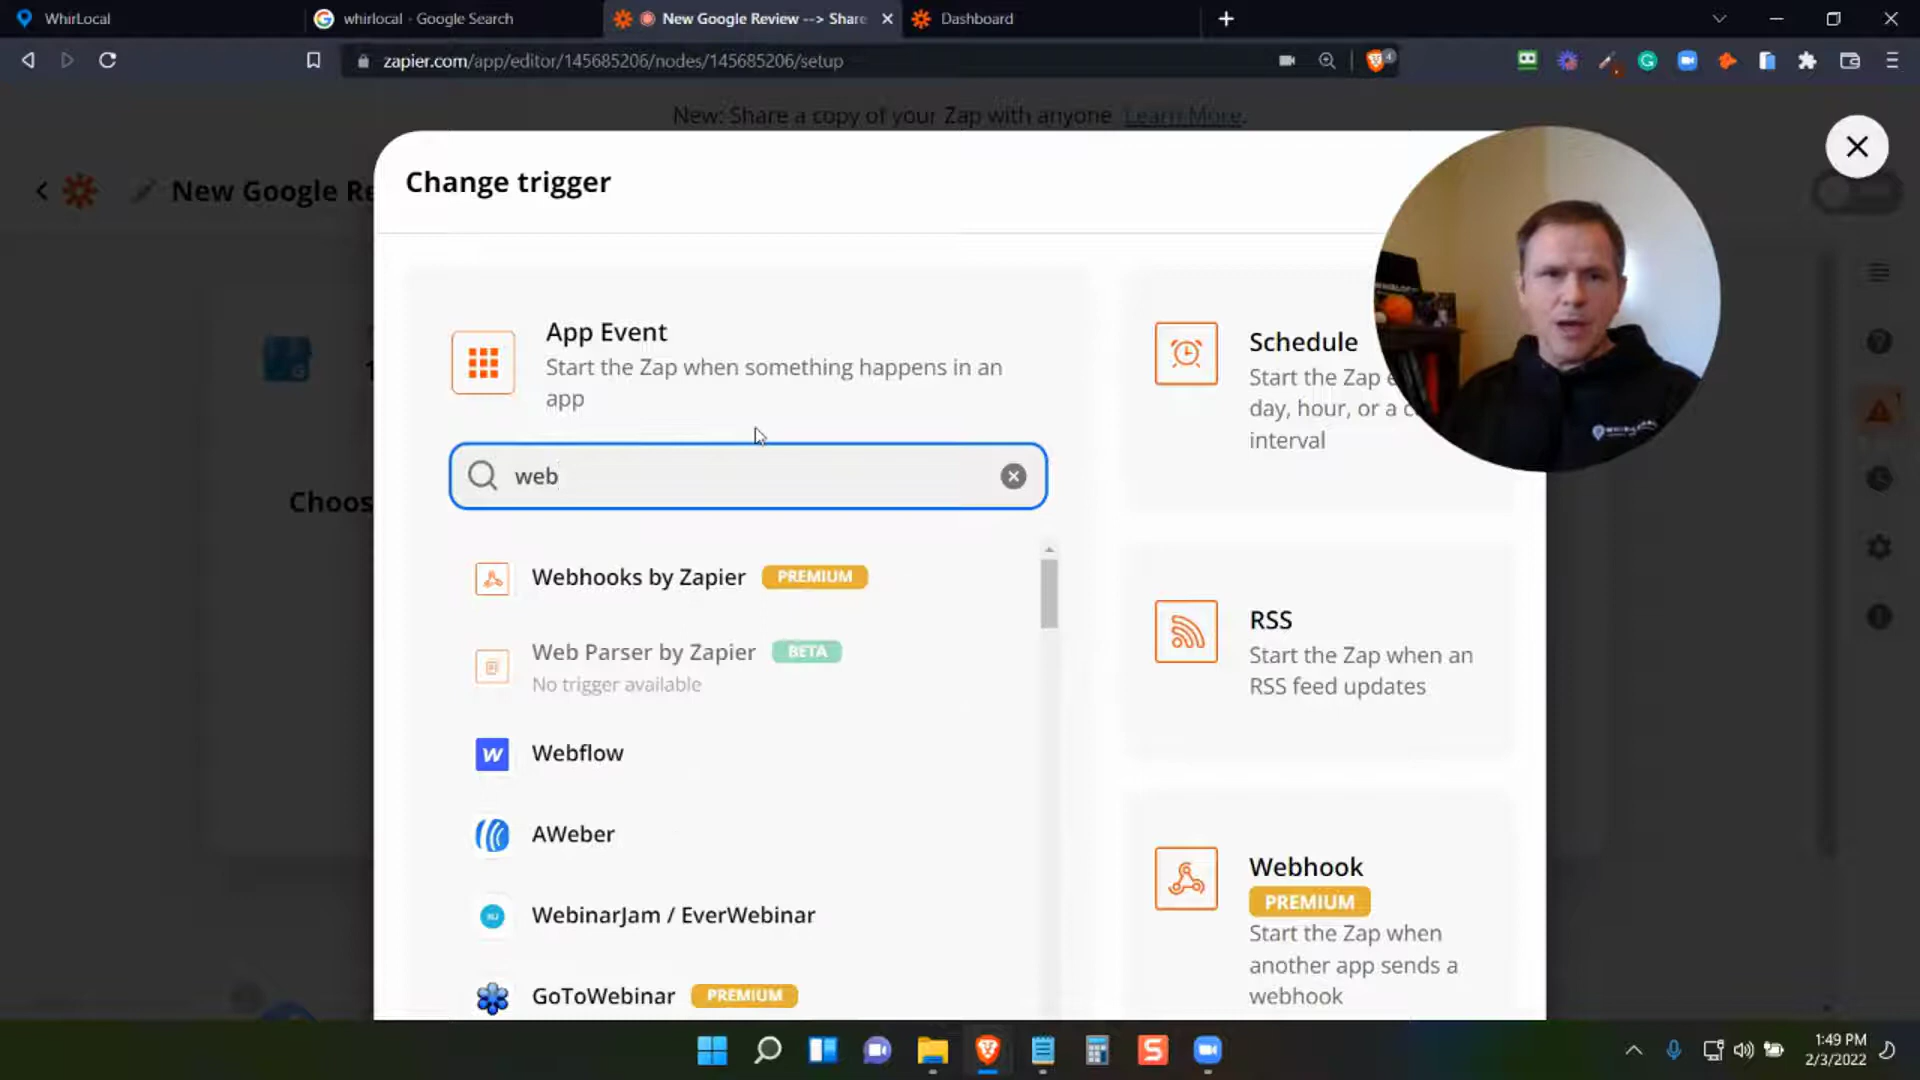 WhirLocal
whirlocal - Google Search
New Google Review --> Share
Dashboard
zapier.com/app/editor/145685206/nodes/145685206/setup
4
New: Share a copy of your Zap with anyone. Learn More.
New Google Re
Change trigger
App Event
Start the Zap when something happens in an
app
web
Choos
Webhooks by Zapier PREMIUM
Web Parser by Zapier BETA
No trigger available
Webflow
AWeber
WebinarJam / EverWebinar
GoToWebinar PREMIUM
Schedule
Start the Zap
day, hour, or a
interval
RSS
Start the Zap when an
RSS feed updates
Webhook
PREMIUM
Start the Zap when
another app sends a
webhook
1:49 PM
2/3/2022